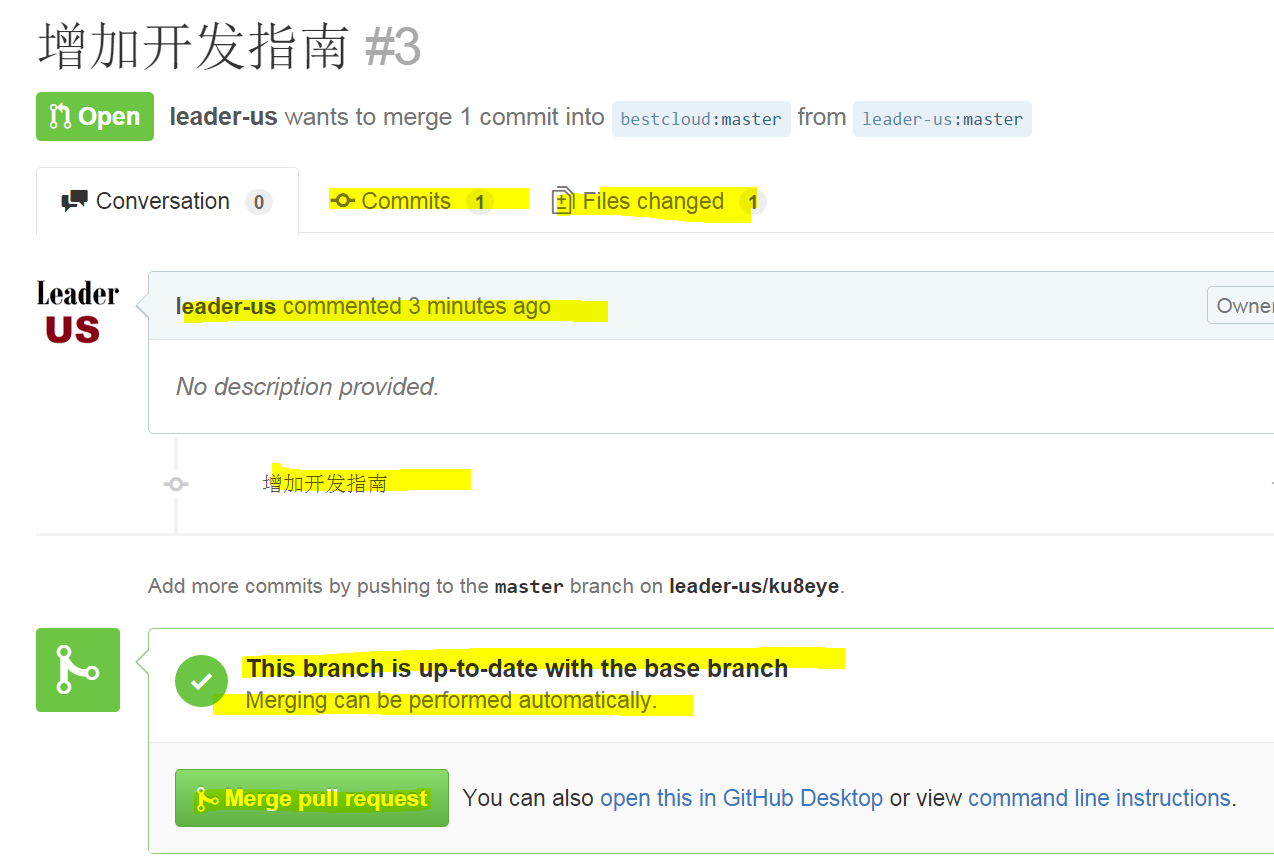 增加开发指南 #3
Open leader-us wants to merge 1 commit into bestcloud:master from leader-us:master
Conversation 0 Commits 1 Files changed 1
Leader
US
leader-us commented 3 minutes ago
No description provided.
增加开发指南
Add more commits by pushing to the master branch on leader-us/ku8eye.
This branch is up-to-date with the base branch
Merging can be performed automatically.
Merge pull request You can also open this in GitHub Desktop or view command line instructions.